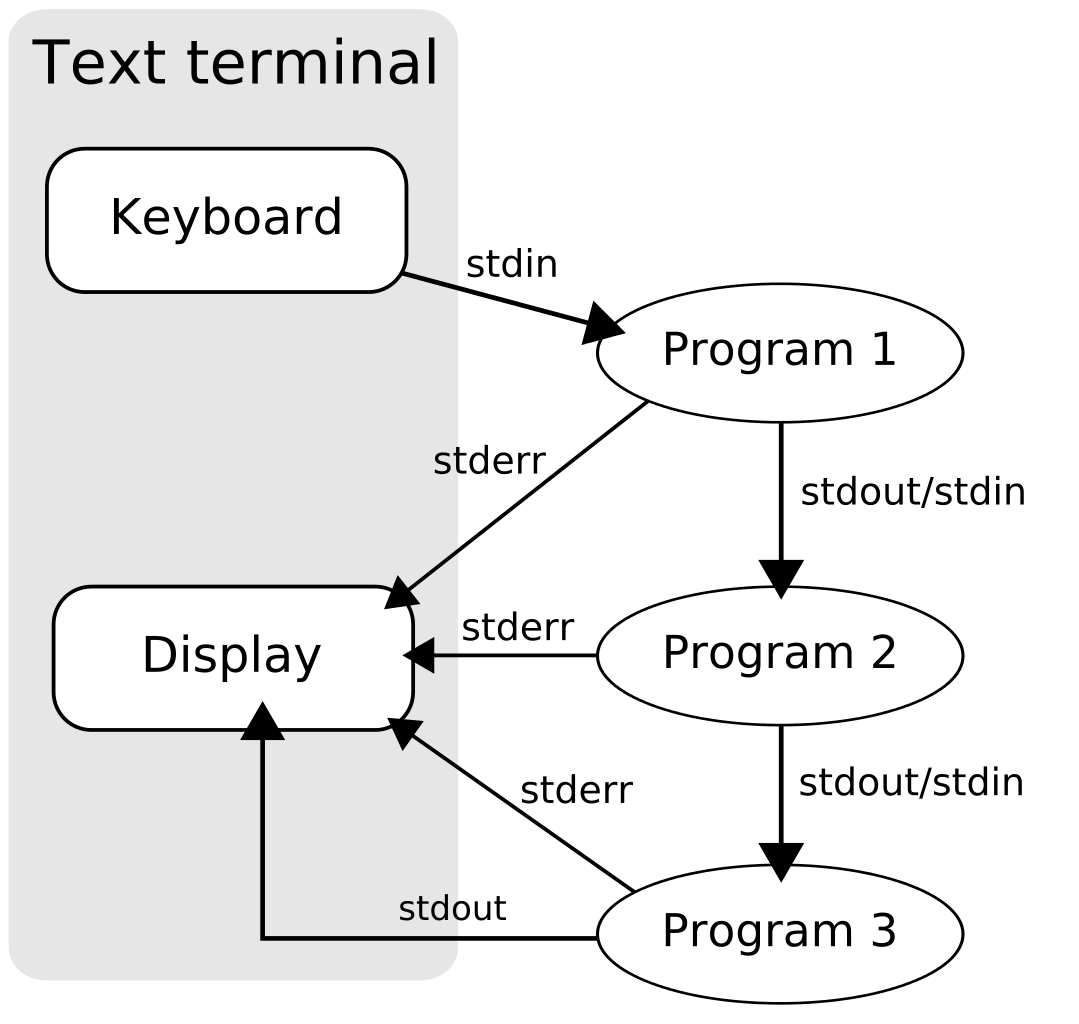 Text terminal
Keyboard
stdin
Program 1
stderr
stdout/stdin
Display
stderr
Program 2
stderr
stdout/stdin
stdout
Program 3